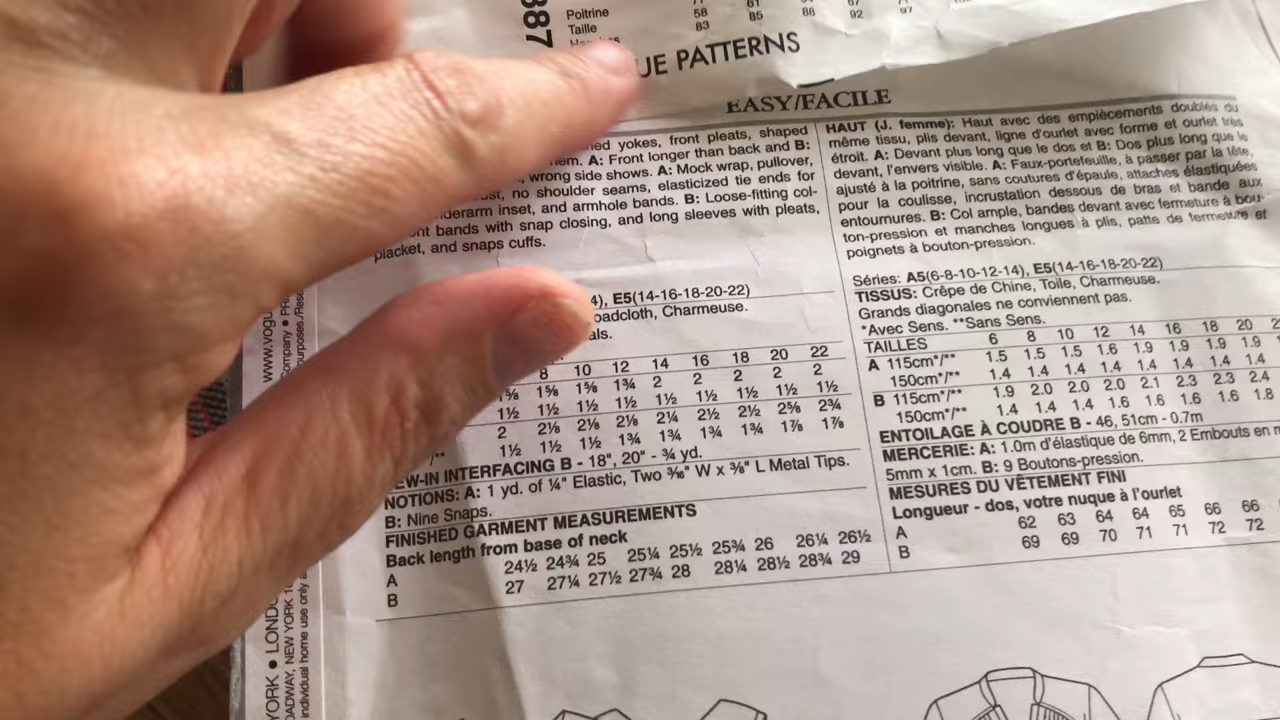 887
Poitrine 77 81
Taille 58 61 67 71
83 85 88 92 97
UE PATTERNS
EASY/FACILE
yokes, front pleats, shaped
A: Front longer than back and B:
, wrong side shows. A: Mock wrap, pullover,
no shoulder seams, elasticized tie ends for
inset, and armhole bands. B: Loose-fitting col-
bands with snap closing, and long sleeves with pleats,
placket, and snaps cuffs.
), E5(14-16-18-20-22)
Charmeuse.
8 10 12 14 16 18 20 22
1⅝ 1⅝ 1⅝ 1¾ 2 2 2 2 2
1½ 1½ 1½ 1½ 1½ 1½ 1½ 1½ 1½
2 2⅛ 2⅛ 2⅛ 2¼ 2½ 2½ 2⅝ 2¾
/** 1½ 1½ 1½ 1¾ 1¾ 1¾ 1¾ 1⅞ 1⅞
EW-IN INTERFACING B - 18", 20" - ¾ yd.
NOTIONS: A: 1 yd. of ¼" Elastic, Two 3/16" W x ⅜" L Metal Tips.
B: Nine Snaps.
FINISHED GARMENT MEASUREMENTS
Back length from base of neck
A 24½ 24¾ 25 25¼ 25½ 25¾ 26 26¼ 26½
B 27 27¼ 27½ 27¾ 28 28¼ 28½ 28¾ 29
HAUT (J. femme): Haut avec des empiècements doublés du
même tissu, plis devant, ligne d'ourlet avec forme et ourlet très
étroit. A: Devant plus long que le dos et B: Dos plus long que le
devant, l'envers visible. A: Faux-portefeuille, à passer par la tête,
ajusté à la poitrine, sans coutures d'épaule, attaches élastiquées
pour la coulisse, incrustation dessous de bras et bande aux
entournures. B: Col ample, bandes devant avec fermeture à bou-
ton-pression et manches longues à plis, patte de fermeture et
poignets à bouton-pression.
Séries: A5(6-8-10-12-14), E5(14-16-18-20-22)
TISSUS: Crêpe de Chine, Toile, Charmeuse.
Grandes diagonales ne conviennent pas.
*Avec Sens. **Sans Sens.
TAILLES 6 8 10 12 14 16 18 20
A 115cm*/** 1.5 1.5 1.5 1.6 1.9 1.9 1.9 1.9
150cm*/** 1.4 1.4 1.4 1.4 1.4 1.4 1.4 1.4
B 115cm*/** 1.9 2.0 2.0 2.0 2.1 2.3 2.3 2.4
150cm*/** 1.4 1.4 1.4 1.6 1.6 1.6 1.6 1.8
ENTOILAGE À COUDRE B - 46, 51cm - 0.7m
MERCERIE: A: 1.0m d'élastique de 6mm, 2 Embouts en
5mm x 1cm. B: 9 Boutons-pression.
MESURES DU VÊTEMENT FINI
Longueur - dos, votre nuque à l'ourlet
A 62 63 64 64 65 66 66
B 69 69 70 71 71 72 72
YORK ● LONDO
NEW YORK
individual home use only
WWW.VOGU
Company ●
purposes.